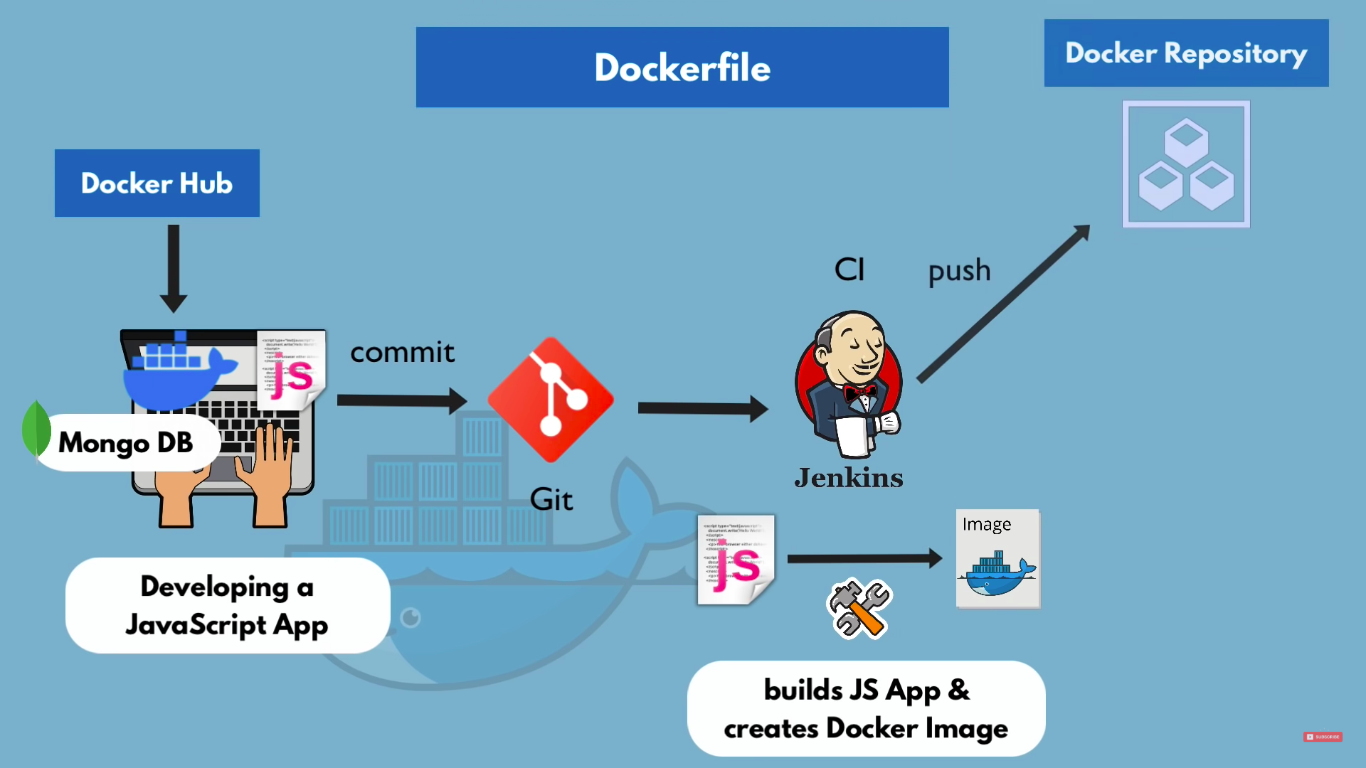 Dockerfile
Docker Repository
Docker Hub
CI
push
commit
js
Mongo DB
Jenkins
Git
Image
js
Developing a
JavaScript App
builds JS App &
creates Docker Image
SUBSCRIBE